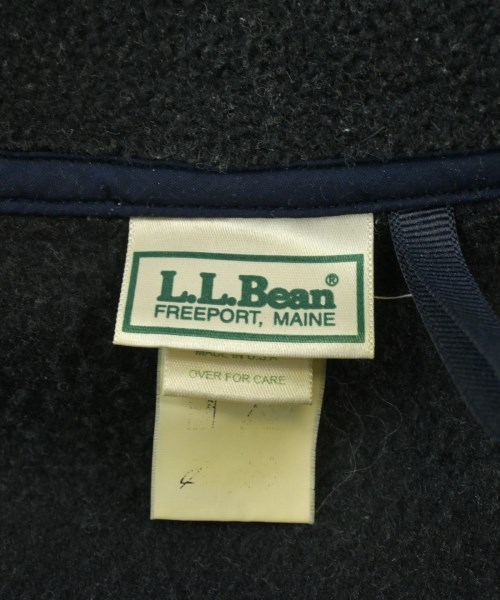 L.L.Bean®
FREEPORT, MAINE
MADE IN U.S.A
OVER FOR CARE